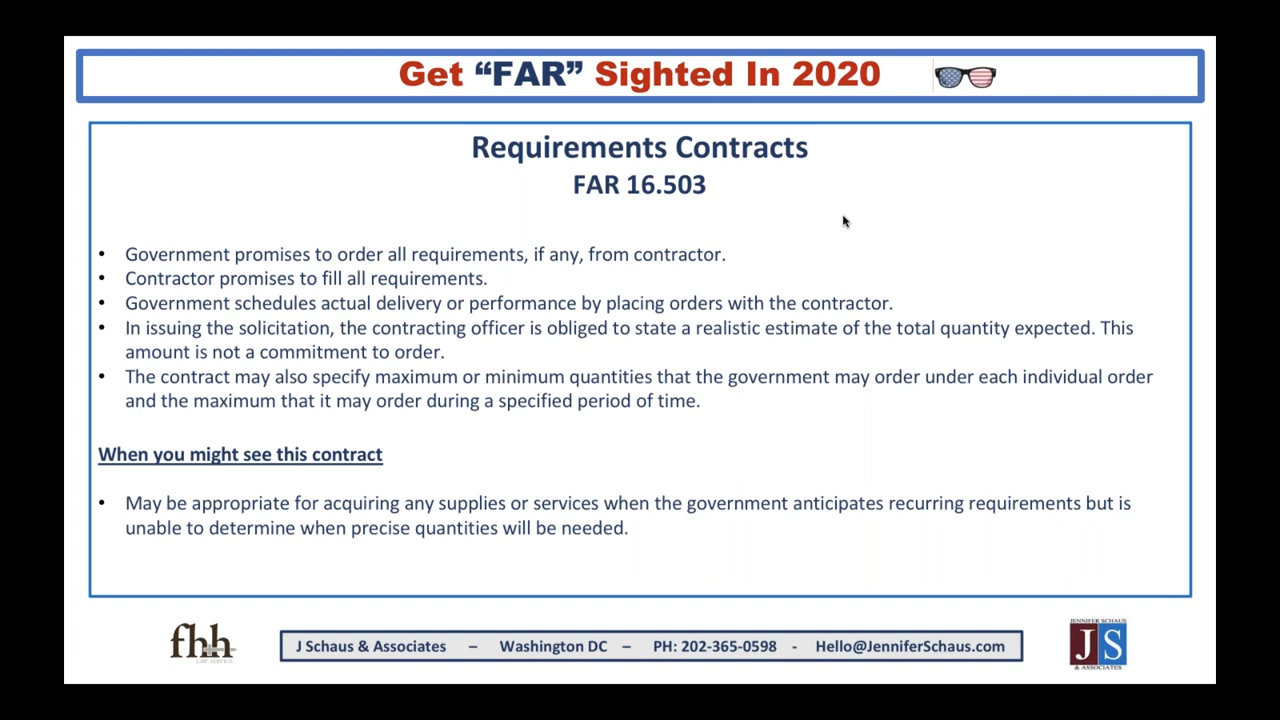 Get “FAR” Sighted In 2020
Requirements Contracts
FAR 16.503
• Government promises to order all requirements, if any, from contractor.
• Contractor promises to fill all requirements.
• Government schedules actual delivery or performance by placing orders with the contractor.
• In issuing the solicitation, the contracting officer is obliged to state a realistic estimate of the total quantity expected. This
amount is not a commitment to order.
• The contract may also specify maximum or minimum quantities that the government may order under each individual order
and the maximum that it may order during a specified period of time.
When you might see this contract
• May be appropriate for acquiring any supplies or services when the government anticipates recurring requirements but is
unable to determine when precise quantities will be needed.
fhh
LAW.SERVICE.
J Schaus & Associates – Washington DC – PH: 202-365-0598 - Hello@JenniferSchaus.com
JENNIFER SCHAUS
JS
& ASSOCIATES